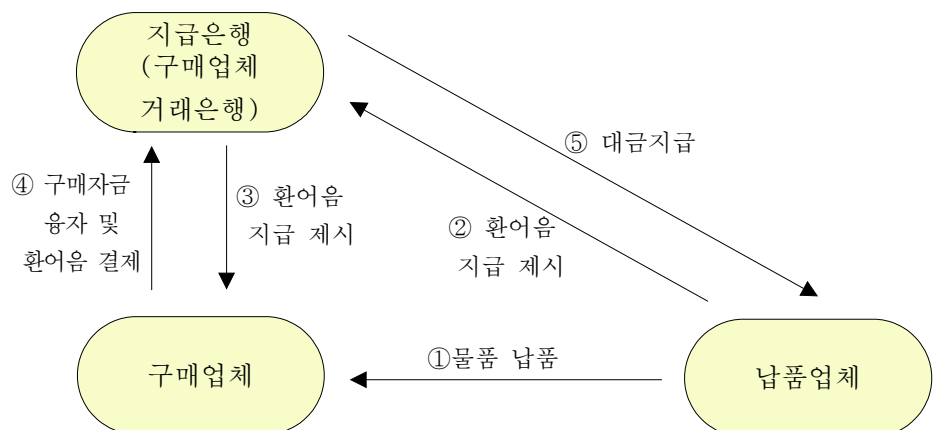 지급은행
(구매업체
거래은행)
⑤ 대금지급
④ 구매자금
융자 및
환어음 결제
③ 환어음
지급 제시
② 환어음
지급 제시
구매업체
①물품 납품
납품업체